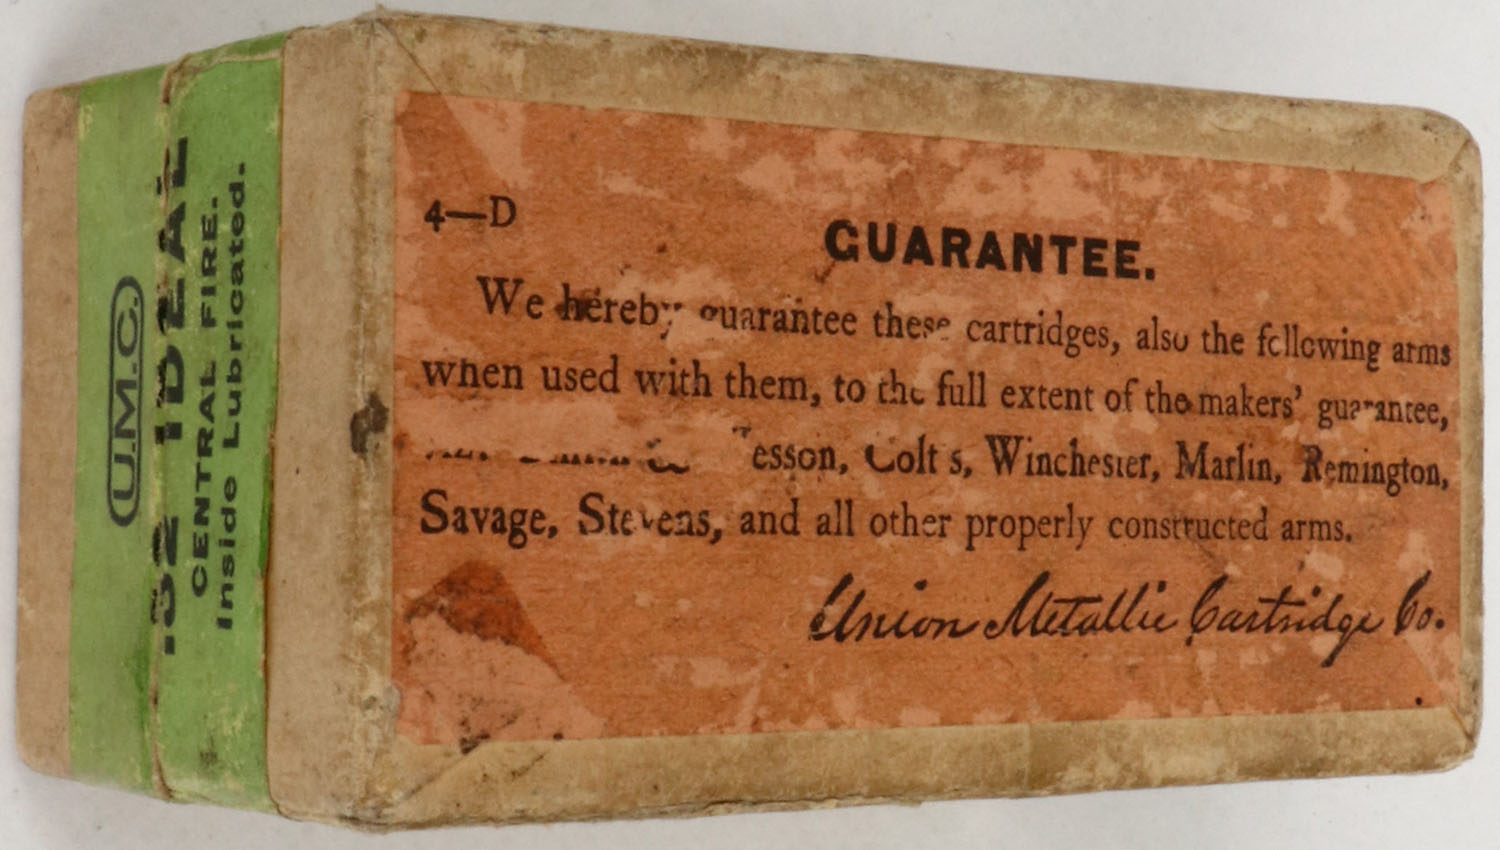 U.M.C.
.32 IDEAL
CENTRAL FIRE.
Inside Lubricated.
4—D
GUARANTEE.
We hereby guarantee these cartridges, also the following arms
when used with them, to the full extent of the makers' guarantee,
& Wesson, Colt's, Winchester, Marlin, Remington,
Savage, Stevens, and all other properly constructed arms.
Union Metallic Cartridge Co.